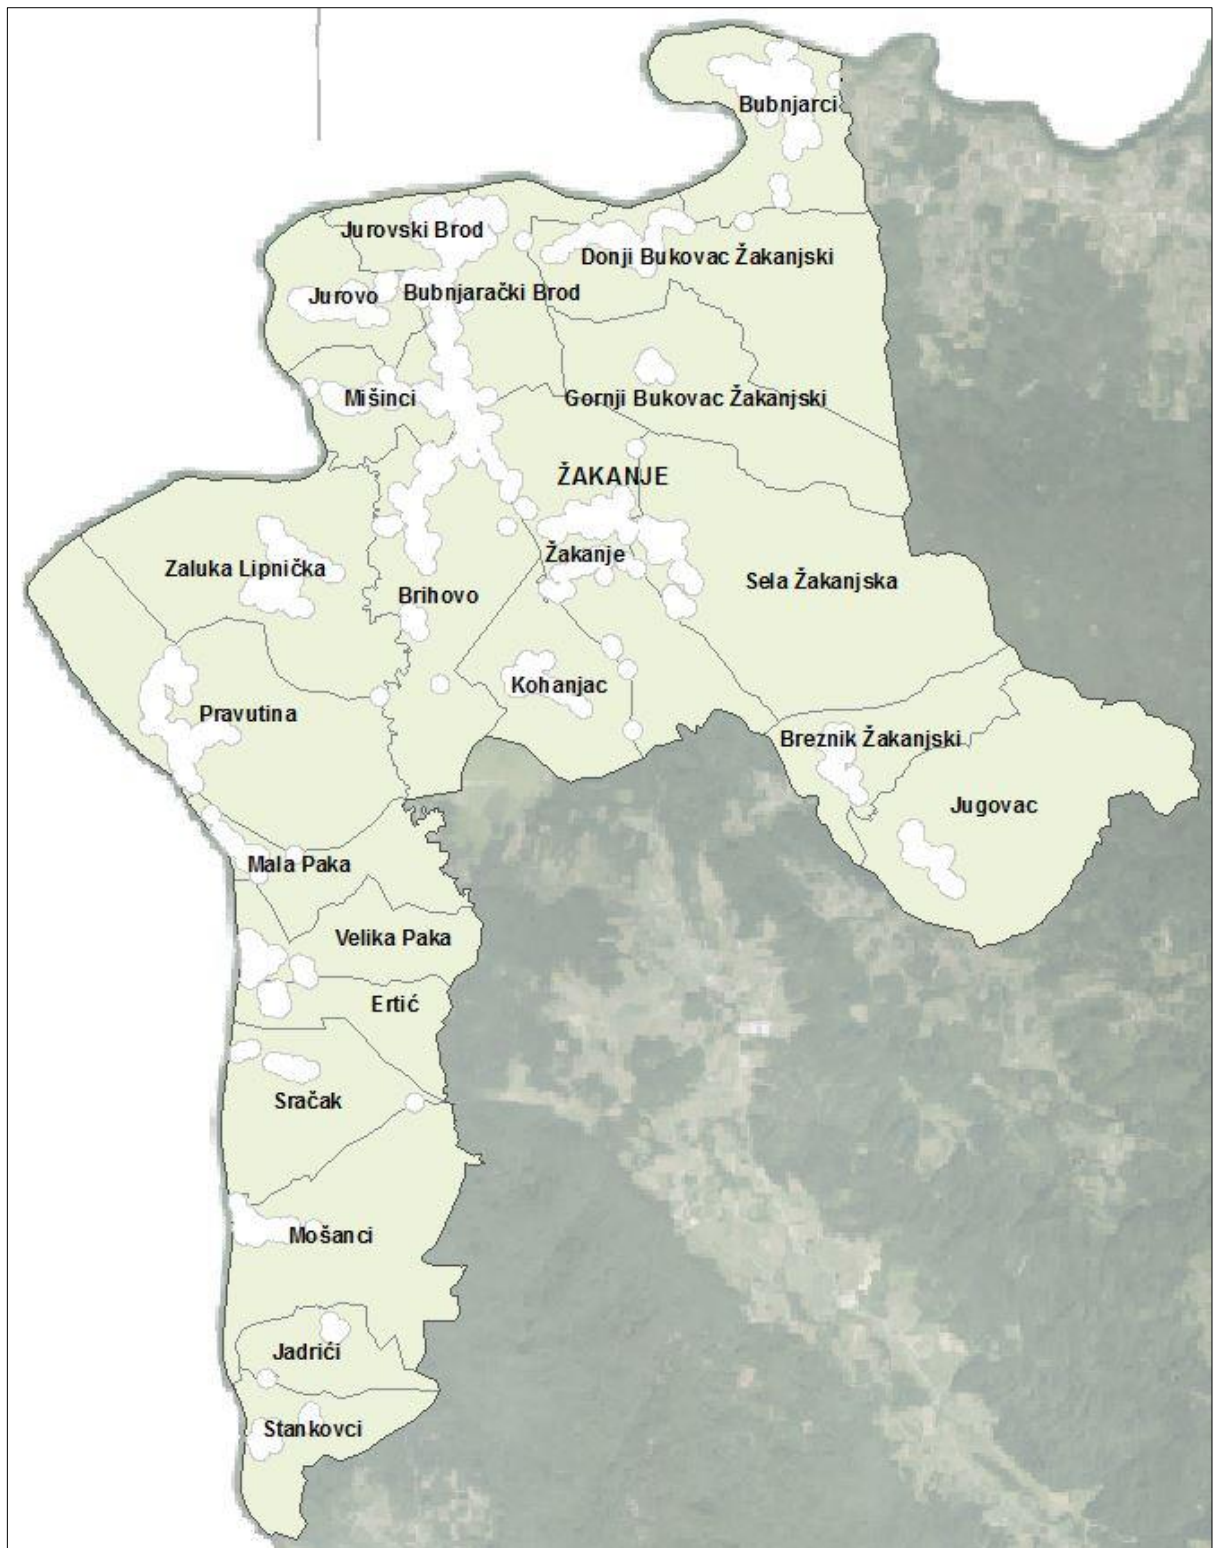 Bubnjarci
Jurovski Brod
Donji Bukovac Žakanjski
Jurovo
Bubnjarački Brod
Mišinci
Gornji Bukovac Žakanjski
ŽAKANJE
Žakanje
Zaluka Lipnička
Sela Žakanjska
Brihovo
Kohanjac
Pravutina
Breznik Žakanjski
Jugovac
Mala Paka
Velika Paka
Ertić
Sračak
Mošanci
Jadrići
Stankovci